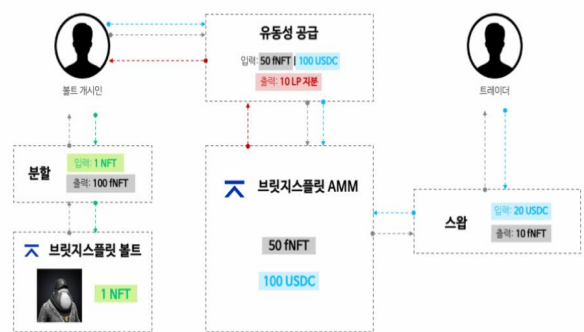 유동성 공급
입력: 50 fNFT | 100 USDC
출력: 10 LP 지분
볼트 개시인
트레이더
분할
입력: 1 NFT
출력: 100 fNFT
브릿지스플릿 AMM
50 fNFT
100 USDC
스왑
입력: 20 USDC
출력: 10 fNFT
브릿지스플릿 볼트
1 NFT